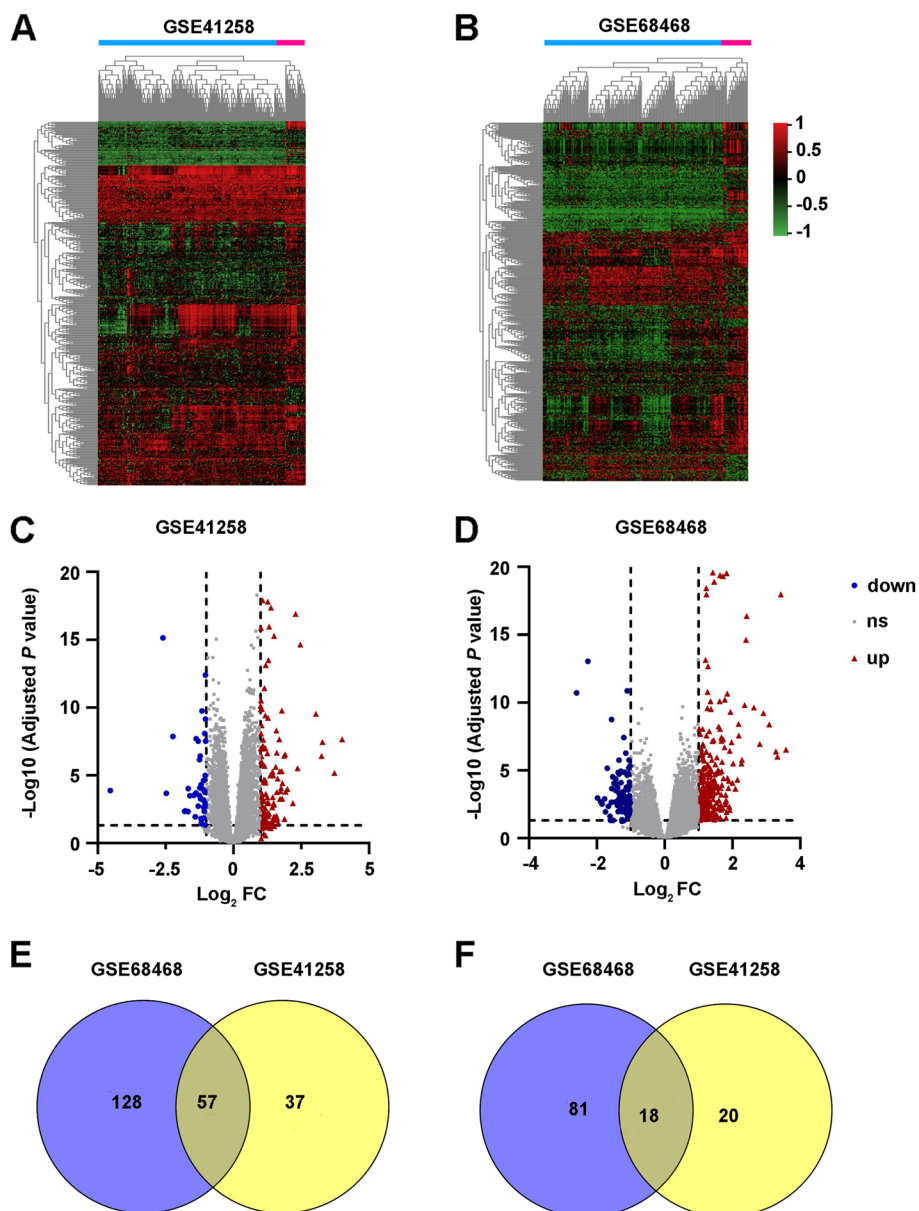 A
GSE41258
B
GSE68468
1
0.5
0
-0.5
-1
C
GSE41258
-Log10 (Adjusted P value)
20
15
10
5
0
-5
-2.5
0
2.5
5
Log2 FC
D
GSE68468
-Log10 (Adjusted P value)
20
15
10
5
0
-4
-2
0
2
4
Log2 FC
down
ns
up
E
GSE68468
GSE41258
128
57
37
F
GSE68468
GSE41258
81
18
20